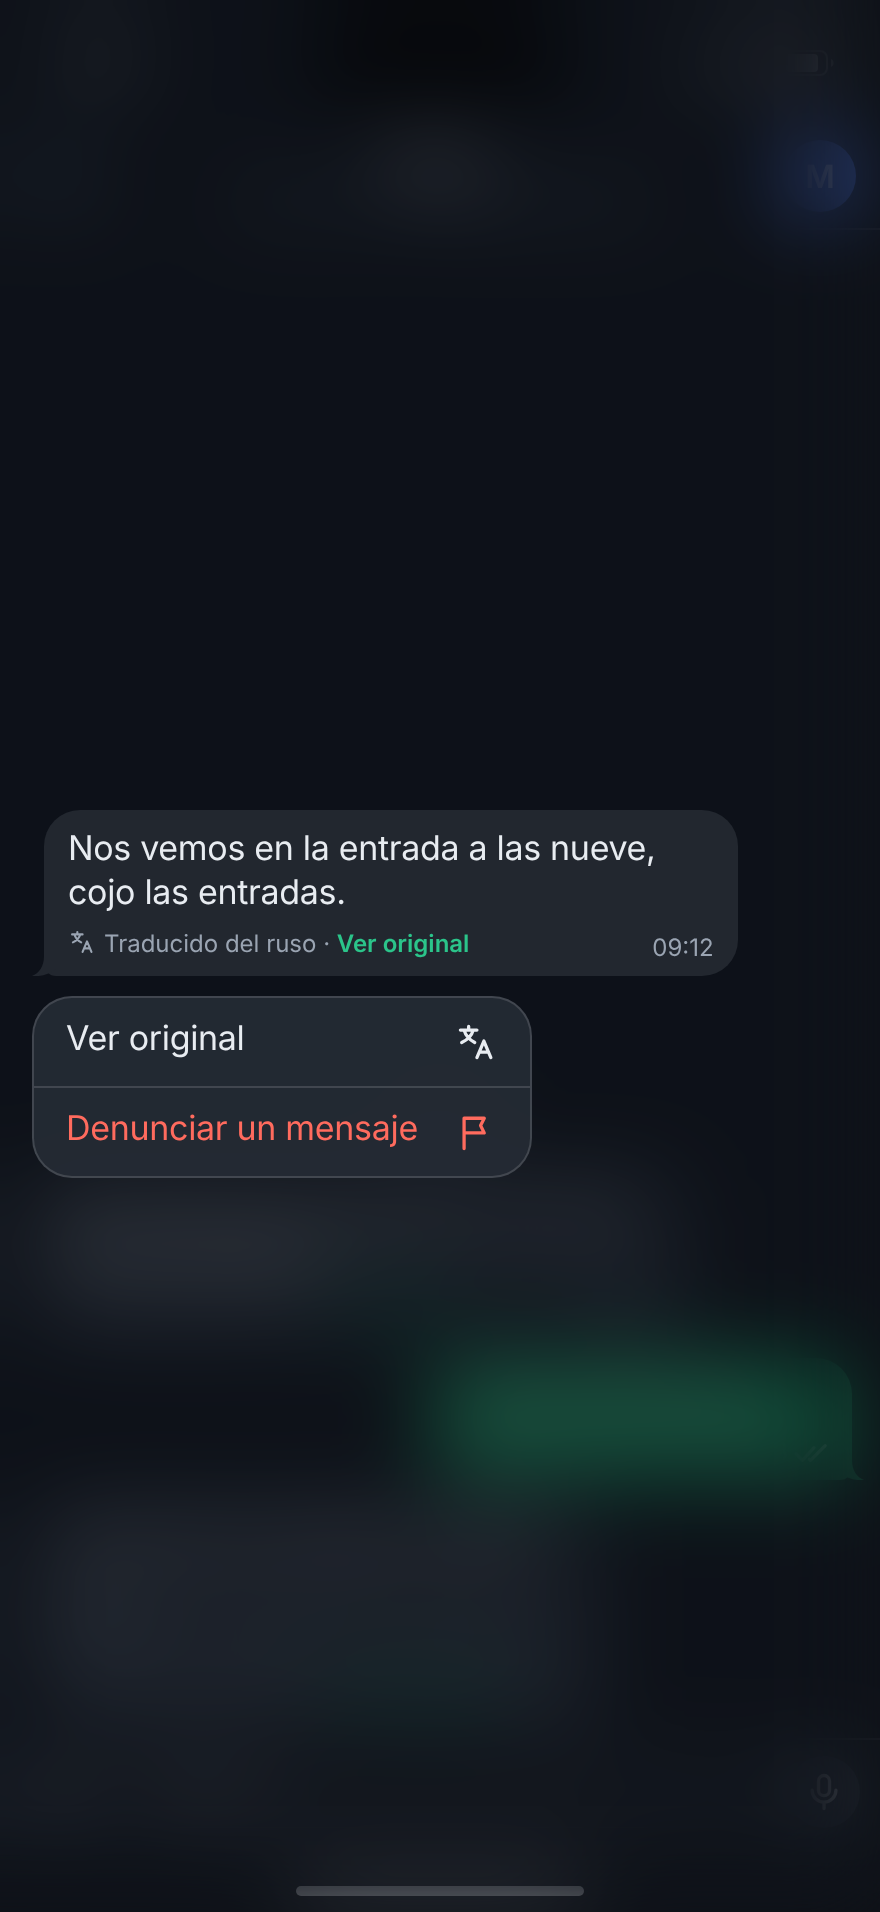 M
Nos vemos en la entrada a las nueve,
cojo las entradas.
Traducido del ruso · Ver original
09:12
Ver original
Denunciar un mensaje